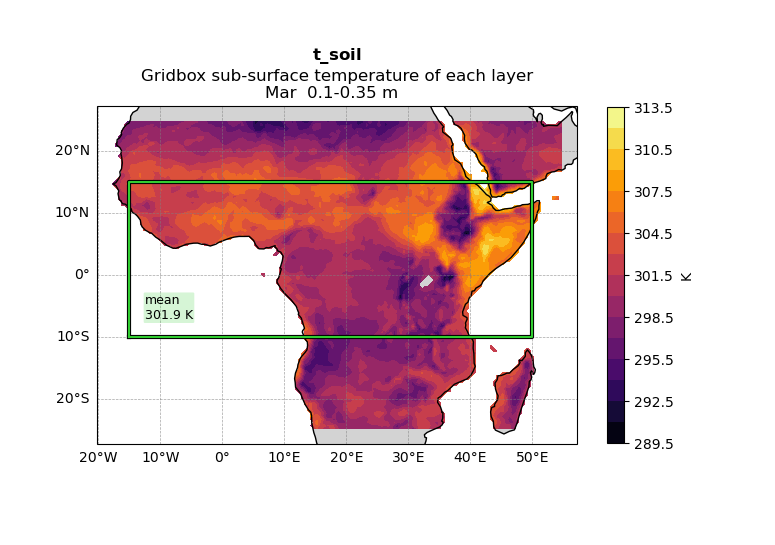 t_soil
Gridbox sub-surface temperature of each layer
Mar  0.1-0.35 m
20°N
10°N
0°
10°S
20°S
20°W
10°W
0°
10°E
20°E
30°E
40°E
50°E
mean
301.9 K
313.5
310.5
307.5
304.5
301.5
298.5
295.5
292.5
289.5
K